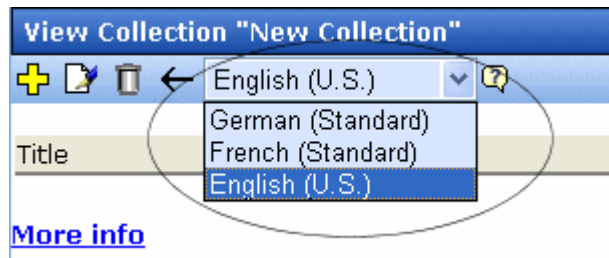 View Collection "New Collection"
English (U.S.)
German (Standard)
Title
French (Standard)
English (U.S.)
More info